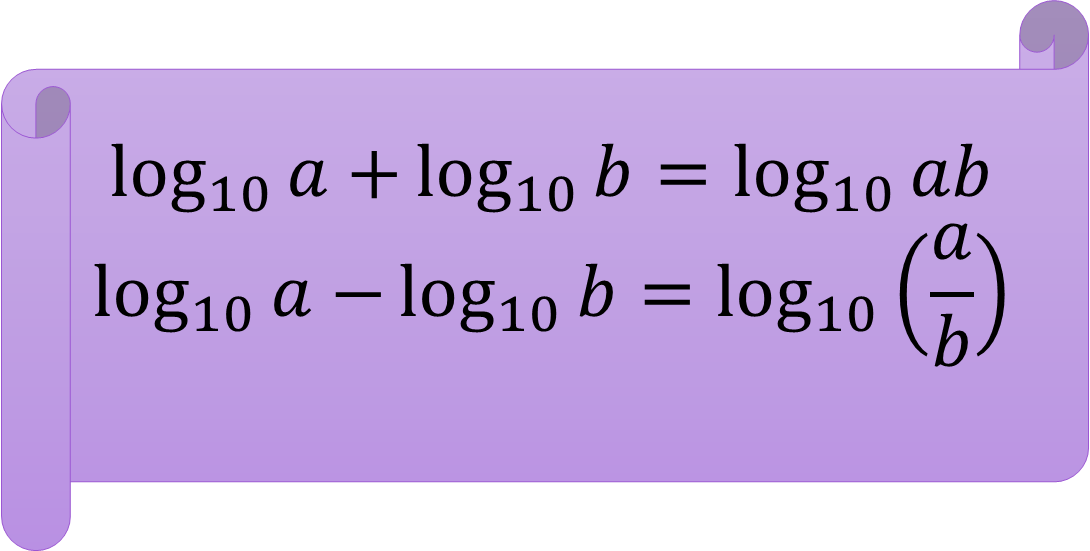 log₁₀ a + log₁₀ b = log₁₀ ab
log₁₀ a − log₁₀ b = log₁₀ (a/b)